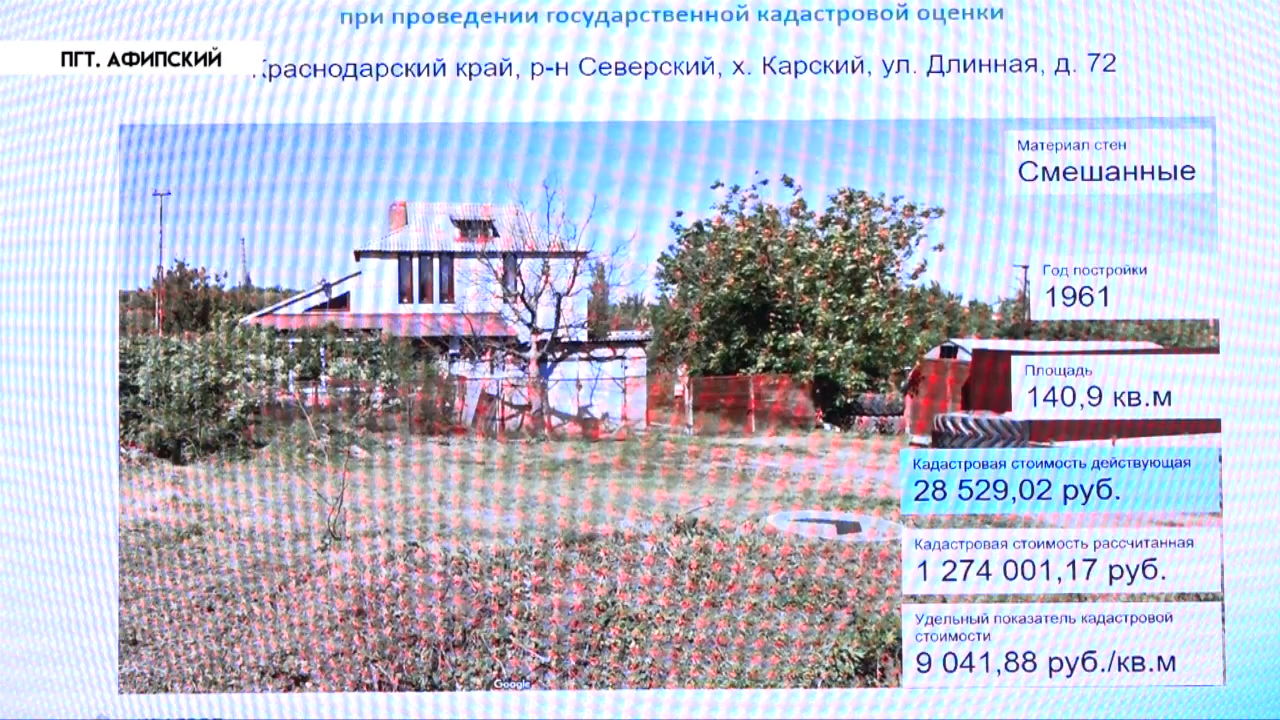 при проведении государственной кадастровой оценки
ПГТ. АФИПСКИЙ
Краснодарский край, р-н Северский, х. Карский, ул. Длинная, д. 72
Материал стен
Смешанные
Год постройки
1961
Площадь
140,9 кв.м
Кадастровая стоимость действующая
28 529,02 руб.
Кадастровая стоимость рассчитанная
1 274 001,17 руб.
Удельный показатель кадастровой
стоимости
9 041,88 руб./кв.м
Google